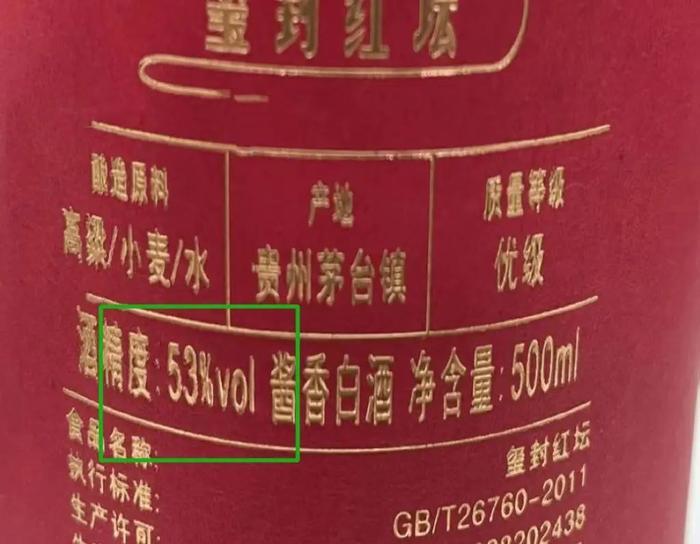 玺封红坛
酿造原料
产地
质量等级
高粱/小麦/水
贵州茅台镇
优级
酒精度:53%vol 酱香白酒 净含量:500ml
食品名称:
玺封红坛
执行标准:
GB/T26760-2011
生产许可:
202438